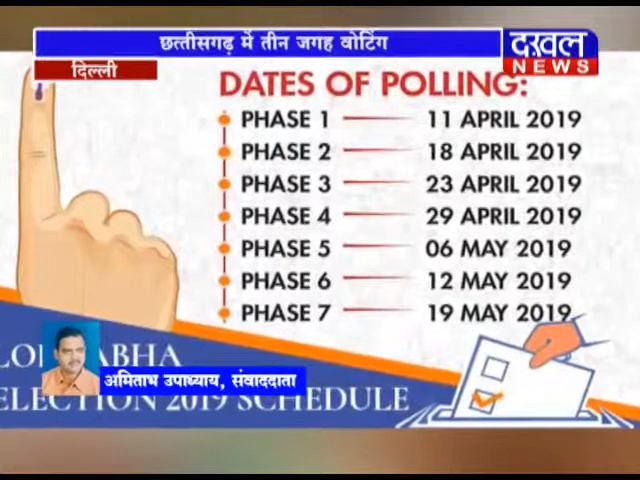 छत्तीसगढ़ में तीन जगह वोटिंग
दख़ल
NEWS
दिल्ली
DATES OF POLLING:
PHASE 1 11 APRIL 2019
PHASE 2 18 APRIL 2019
PHASE 3 23 APRIL 2019
PHASE 4 29 APRIL 2019
PHASE 5 06 MAY 2019
PHASE 6 12 MAY 2019
PHASE 7 19 MAY 2019
अमिताभ उपाध्याय, संवाददाता
ELECTION 2019 SCHEDULE